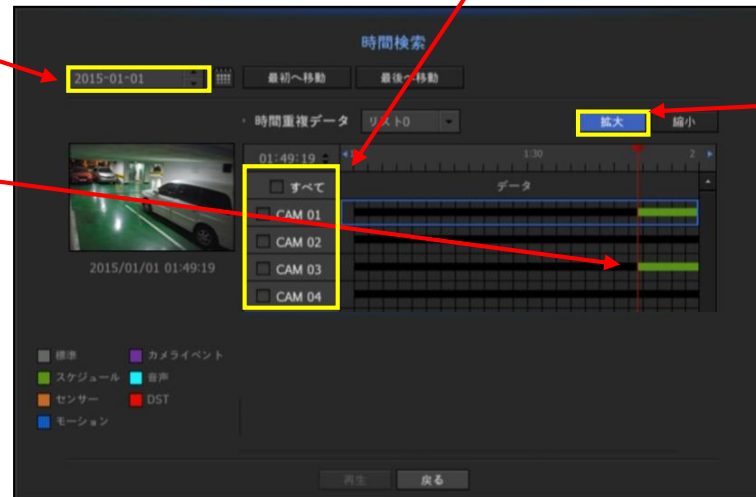 時間検索
2015-01-01 最初へ移動 最後へ移動
時間重複データ リスト0 拡大 縮小
01:49:19 1:30 2
すべて データ
CAM 01
CAM 02
CAM 03
CAM 04
2015/01/01 01:49:19
標準 カメライベント
スケジュール 音声
センサー DST
モーション
再生 戻る